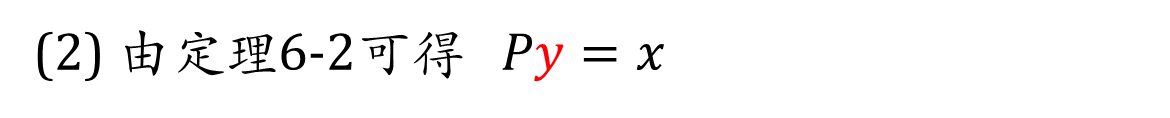 (2) 由定理6-2可得 Py = x